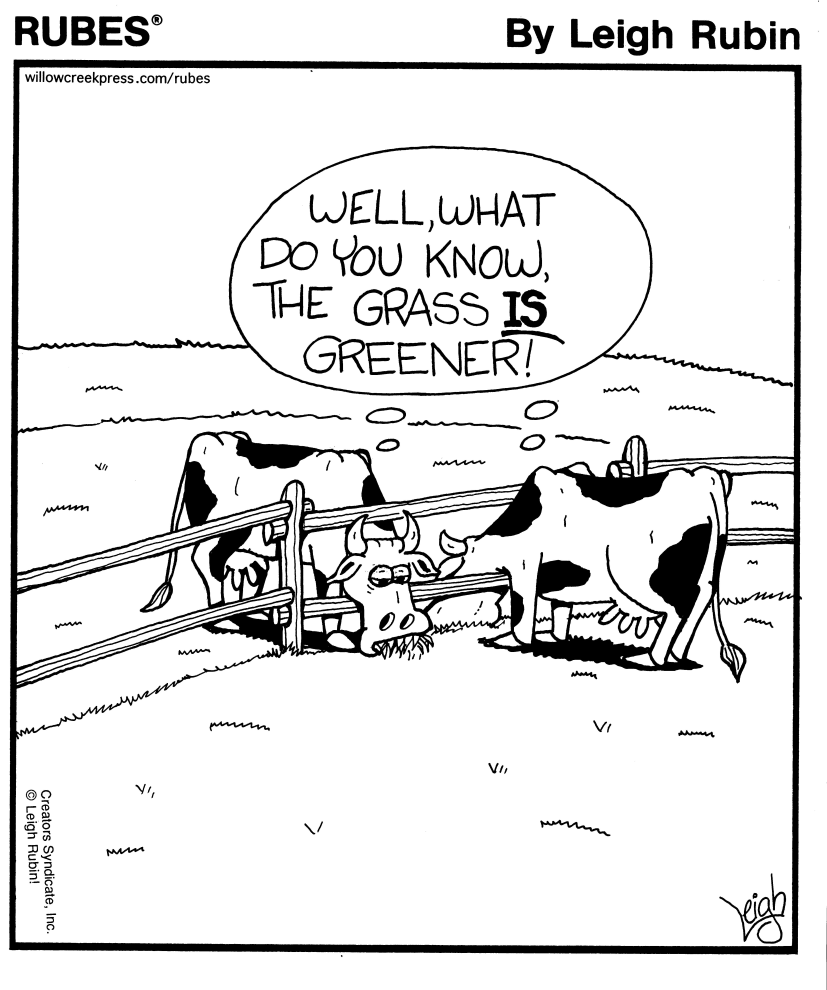 RUBES®
By Leigh Rubin
willowcreekpress.com/rubes
WELL, WHAT
DO YOU KNOW,
THE GRASS IS
GREENER!
Creators Syndicate, Inc.
© Leigh Rubin!
Leigh